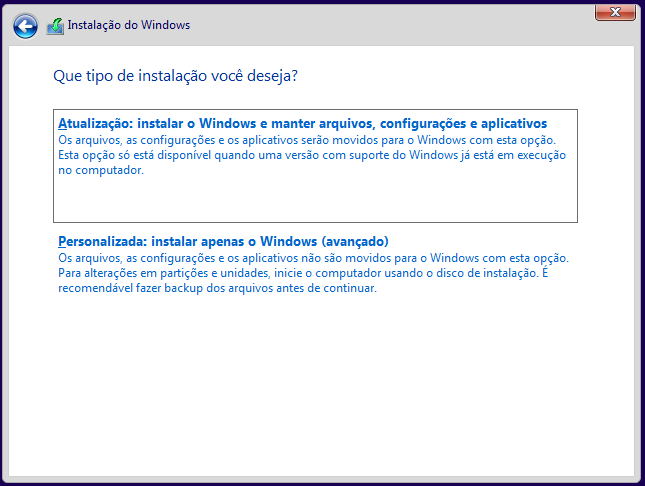 Instalação do Windows
Que tipo de instalação você deseja?
Atualização: instalar o Windows e manter arquivos, configurações e aplicativos
Os arquivos, as configurações e os aplicativos serão movidos para o Windows com esta opção.
Esta opção só está disponível quando uma versão com suporte do Windows já está em execução
no computador.
Personalizada: instalar apenas o Windows (avançado)
Os arquivos, as configurações e os aplicativos não são movidos para o Windows com esta opção.
Para alterações em partições e unidades, inicie o computador usando o disco de instalação. É
recomendável fazer backup dos arquivos antes de continuar.